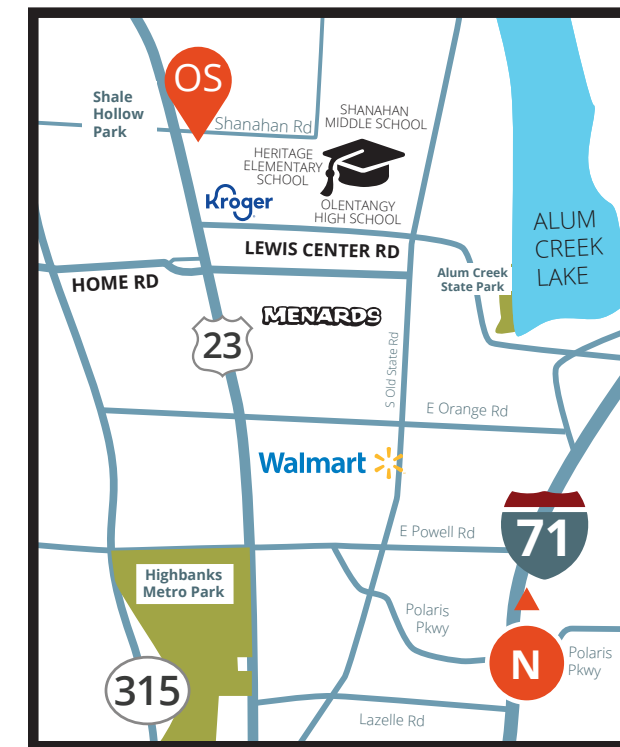 OS
Shale
Hollow
Park
Shanahan Rd
SHANAHAN
MIDDLE SCHOOL
HERITAGE
ELEMENTARY
SCHOOL
Kroger
OLENTANGY
HIGH SCHOOL
ALUM
CREEK
LAKE
LEWIS CENTER RD
Alum Creek
State Park
HOME RD
MENARDS
23
S Old State Rd
E Orange Rd
Walmart
71
E Powell Rd
Highbanks
Metro Park
Polaris
Pkwy
N
Polaris
Pkwy
315
Lazelle Rd